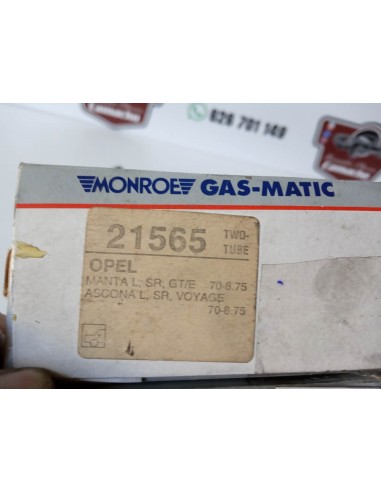 626 701 149
MONROE GAS-MATIC
21565 TWO-
TUBE
OPEL
MANTA L, SR, GT/E 70-8.75
ASCONA L, SR, VOYAGE
70-8.75